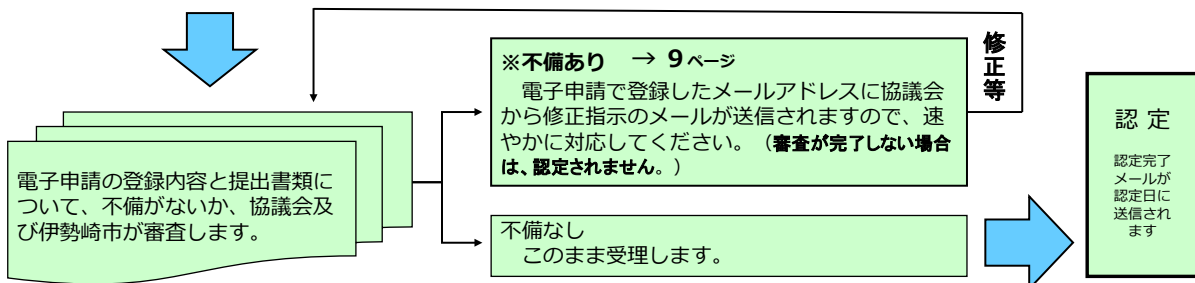 電子申請の登録内容と提出書類に
ついて、不備がないか、協議会及
び伊勢崎市が審査します。
※不備あり → 9ページ
電子申請で登録したメールアドレスに協議会
から修正指示のメールが送信されますので、速
やかに対応してください。（審査が完了しない場合
は、認定されません。）
修正等
不備なし
このまま受理します。
認 定
認定完了
メールが
認定日に
送信され
ます